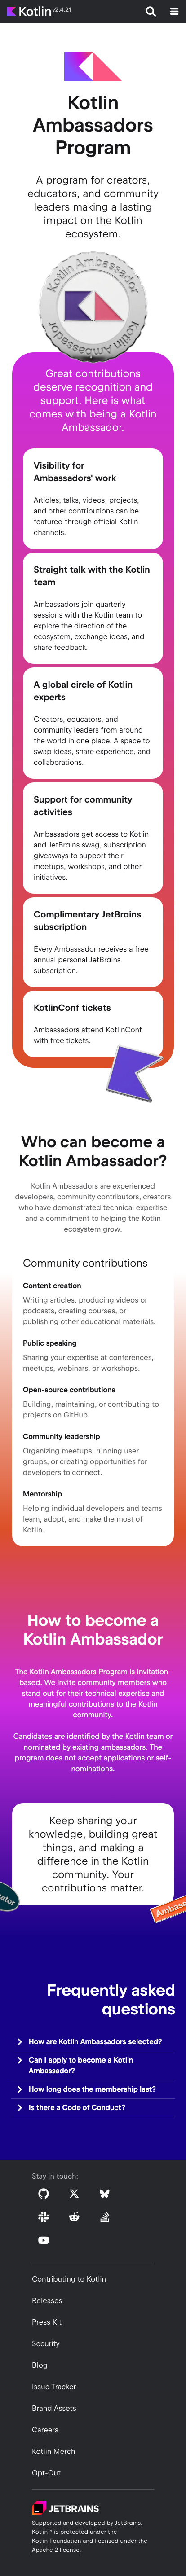 Kotlin v2.4.21
Kotlin
Ambassadors
Program
A program for creators,
educators, and community
leaders making a lasting
impact on the Kotlin
ecosystem.
Kotlin Ambassador
Kotlin Ambassador
Great contributions
deserve recognition and
support. Here is what
comes with being a Kotlin
Ambassador.
Visibility for
Ambassadors' work
Articles, talks, videos, projects,
and other contributions can be
featured through official Kotlin
channels.
Straight talk with the Kotlin
team
Ambassadors join quarterly
sessions with the Kotlin team to
explore the direction of the
ecosystem, exchange ideas, and
share feedback.
A global circle of Kotlin
experts
Creators, educators, and
community leaders from around
the world in one place. A space to
swap ideas, share experience, and
collaborations.
Support for community
activities
Ambassadors get access to Kotlin
and JetBrains swag, subscription
giveaways to support their
meetups, workshops, and other
initiatives.
Complimentary JetBrains
subscription
Every Ambassador receives a free
annual personal JetBrains
subscription.
KotlinConf tickets
Ambassadors attend KotlinConf
with free tickets.
Who can become a
Kotlin Ambassador?
Kotlin Ambassadors are experienced
developers, community contributors, creators
who have demonstrated technical expertise
and a commitment to helping the Kotlin
ecosystem grow.
Community contributions
Content creation
Writing articles, producing videos or
podcasts, creating courses, or
publishing other educational materials.
Public speaking
Sharing your expertise at conferences,
meetups, webinars, or workshops.
Open-source contributions
Building, maintaining, or contributing to
projects on GitHub.
Community leadership
Organizing meetups, running user
groups, or creating opportunities for
developers to connect.
Mentorship
Helping individual developers and teams
learn, adopt, and make the most of
Kotlin.
How to become a
Kotlin Ambassador
The Kotlin Ambassadors Program is invitation-
based. We invite community members who
stand out for their technical expertise and
meaningful contributions to the Kotlin
community.
Candidates are identified by the Kotlin team or
nominated by existing ambassadors. The
program does not accept applications or self-
nominations.
Keep sharing your
knowledge, building great
things, and making a
difference in the Kotlin
community. Your
contributions matter.
ator
Ambass
Frequently asked
questions
How are Kotlin Ambassadors selected?
Can I apply to become a Kotlin
Ambassador?
How long does the membership last?
Is there a Code of Conduct?
Stay in touch:
Contributing to Kotlin
Releases
Press Kit
Security
Blog
Issue Tracker
Brand Assets
Careers
Kotlin Merch
Opt-Out
JETBRAINS
Supported and developed by JetBrains.
Kotlin™ is protected under the
Kotlin Foundation and licensed under the
Apache 2 license.